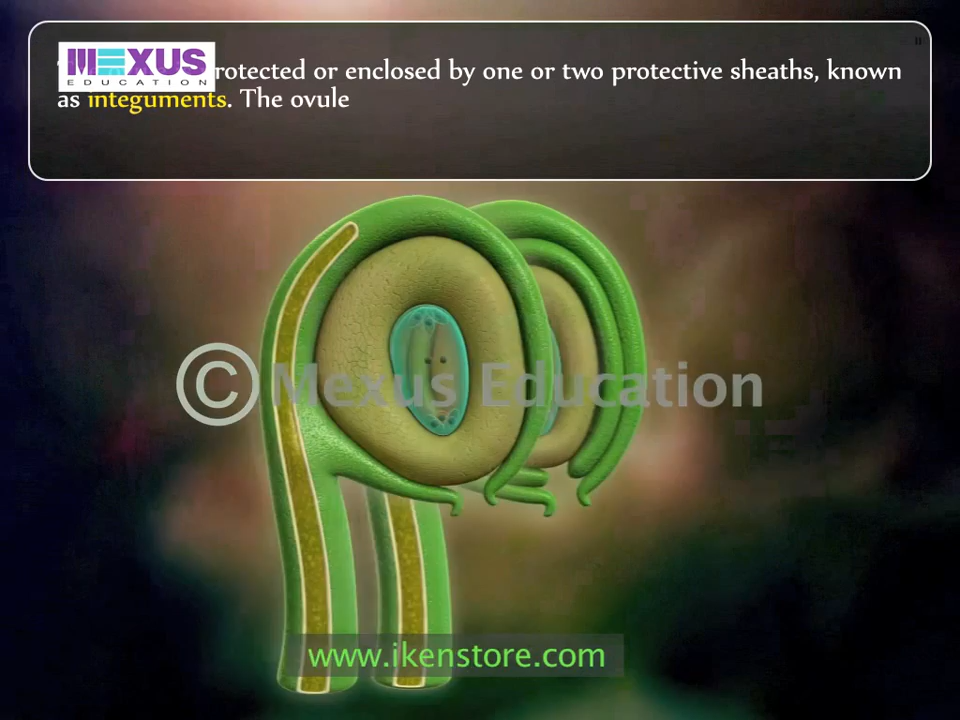 MEXUS
EDUCATION
rotected or enclosed by one or two protective sheaths, known
as integuments. The ovule
© Mexus Education
www.ikenstore.com